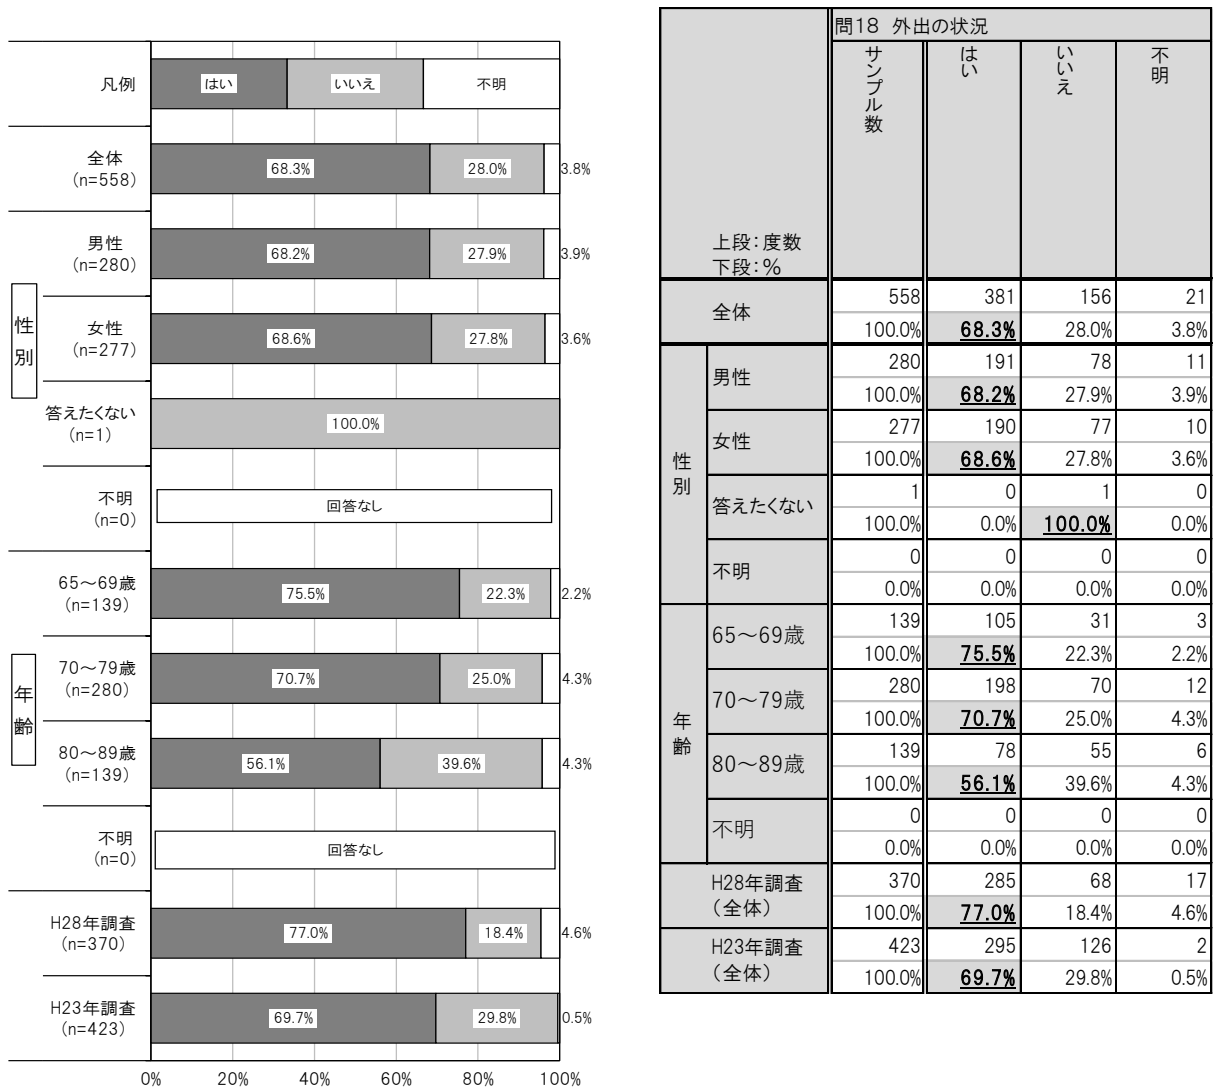 凡例
はい
いいえ
不明
全体
（n=558）
68.3%
28.0%
3.8%
性別
男性
（n=280）
68.2%
27.9%
3.9%
女性
（n=277）
68.6%
27.8%
3.6%
答えたくない
（n=1）
100.0%
不明
（n=0）
回答なし
年齢
65～69歳
（n=139）
75.5%
22.3%
2.2%
70～79歳
（n=280）
70.7%
25.0%
4.3%
80～89歳
（n=139）
56.1%
39.6%
4.3%
不明
（n=0）
回答なし
H28年調査
（n=370）
77.0%
18.4%
4.6%
H23年調査
（n=423）
69.7%
29.8%
0.5%
0% 20% 40% 60% 80% 100%
問18 外出の状況
サンプル数 はい いいえ 不明
上段：度数
下段：％
全体
558 381 156 21
100.0% 68.3% 28.0% 3.8%
性別
男性
280 191 78 11
100.0% 68.2% 27.9% 3.9%
女性
277 190 77 10
100.0% 68.6% 27.8% 3.6%
答えたくない
1 0 1 0
100.0% 0.0% 100.0% 0.0%
不明
0 0 0 0
0.0% 0.0% 0.0% 0.0%
年齢
65～69歳
139 105 31 3
100.0% 75.5% 22.3% 2.2%
70～79歳
280 198 70 12
100.0% 70.7% 25.0% 4.3%
80～89歳
139 78 55 6
100.0% 56.1% 39.6% 4.3%
不明
0 0 0 0
0.0% 0.0% 0.0% 0.0%
H28年調査
（全体）
370 285 68 17
100.0% 77.0% 18.4% 4.6%
H23年調査
（全体）
423 295 126 2
100.0% 69.7% 29.8% 0.5%